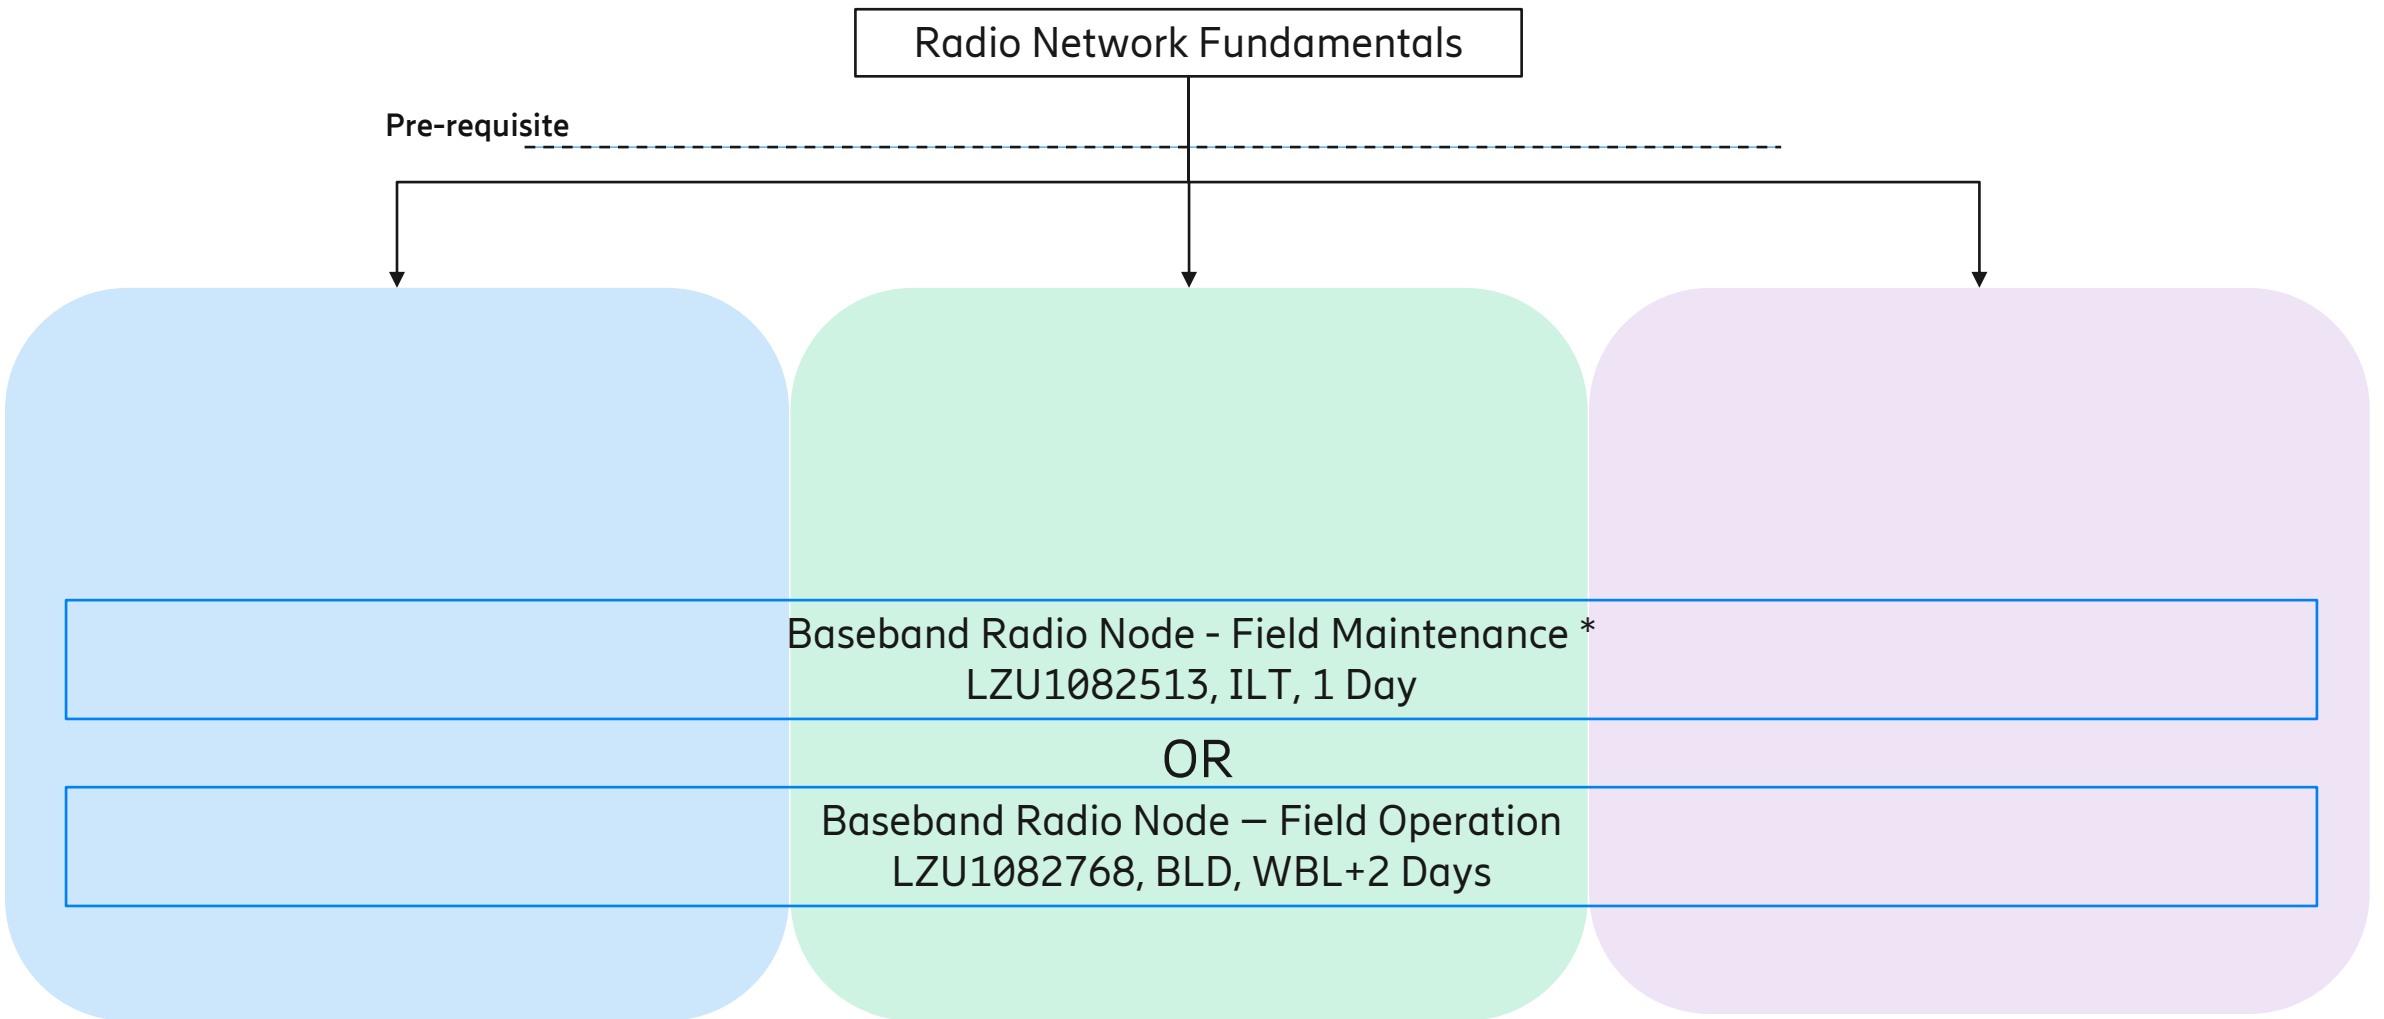 Radio Network Fundamentals
Pre-requisite
Baseband Radio Node - Field Maintenance *
LZU1082513, ILT, 1 Day
OR
Baseband Radio Node – Field Operation
LZU1082768, BLD, WBL+2 Days